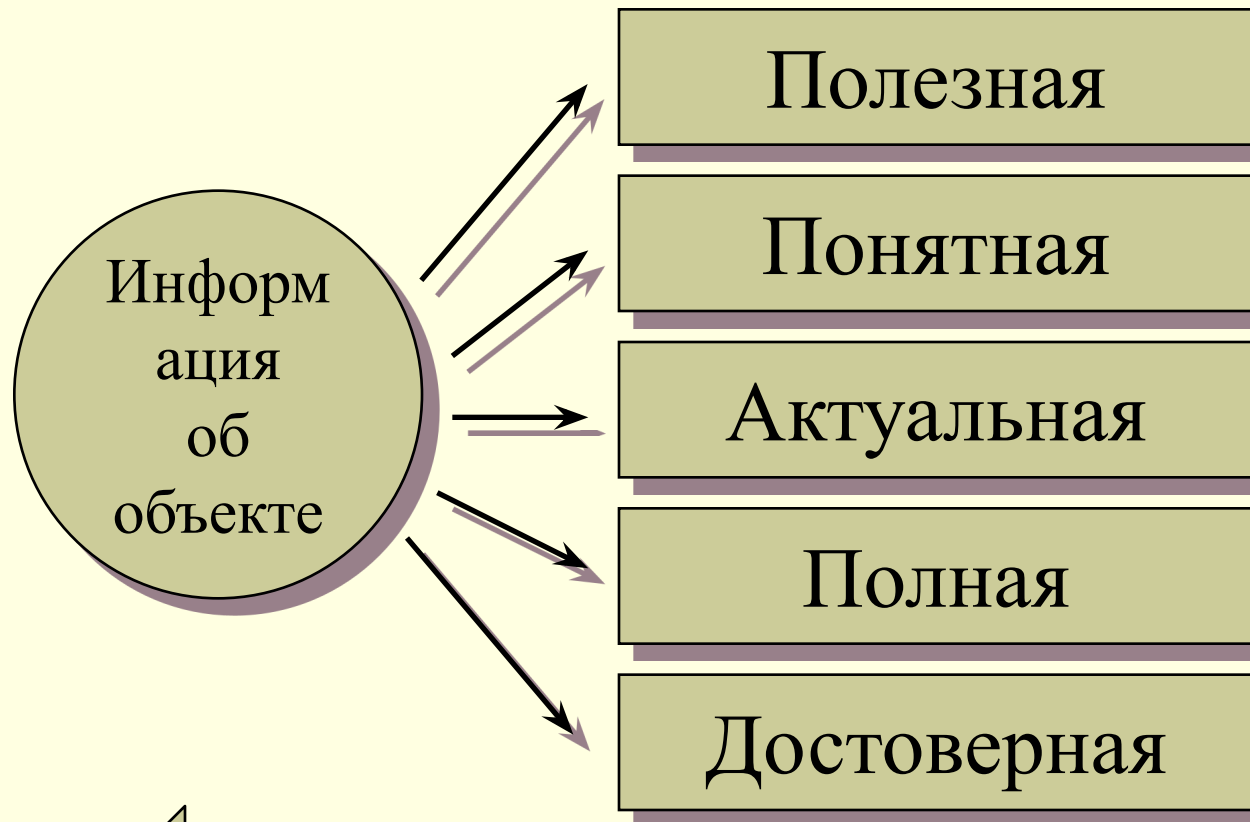 Информ
ация
об
объекте
Полезная
Понятная
Актуальная
Полная
Достоверная